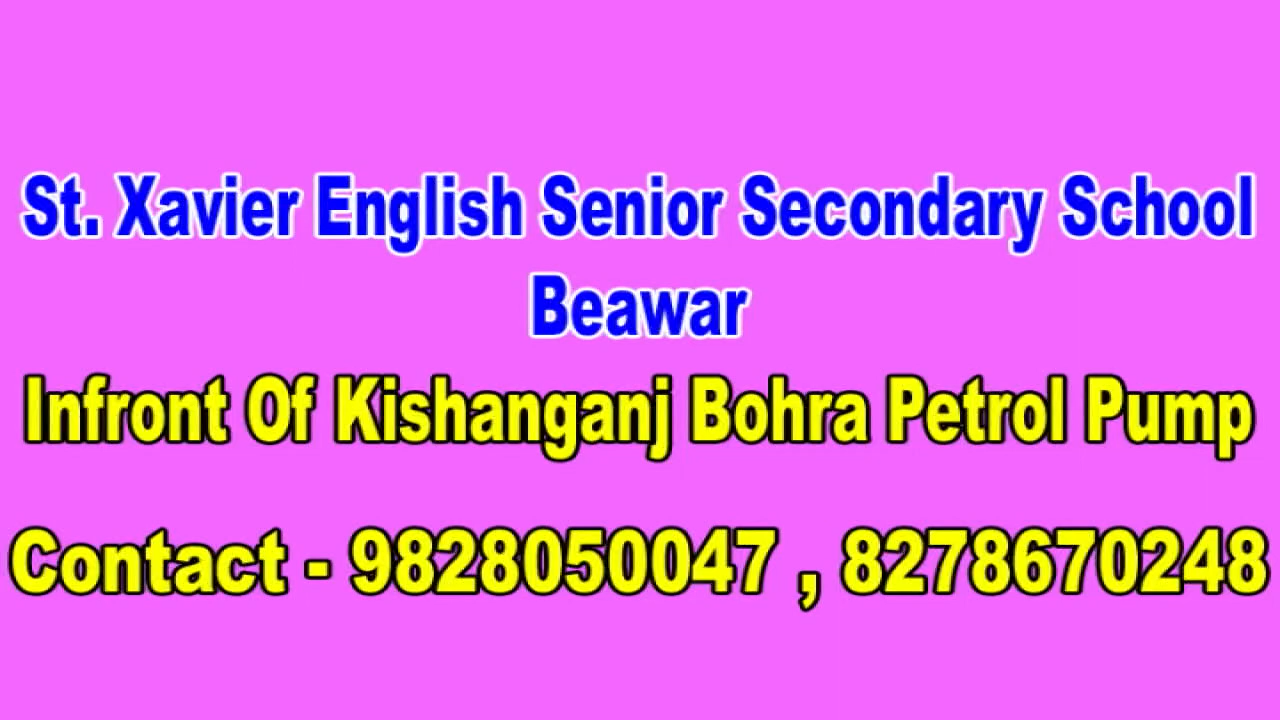 St. Xavier English Senior Secondary School
Beawar
Infront Of Kishanganj Bohra Petrol Pump
Contact - 9828050047 , 8278670248